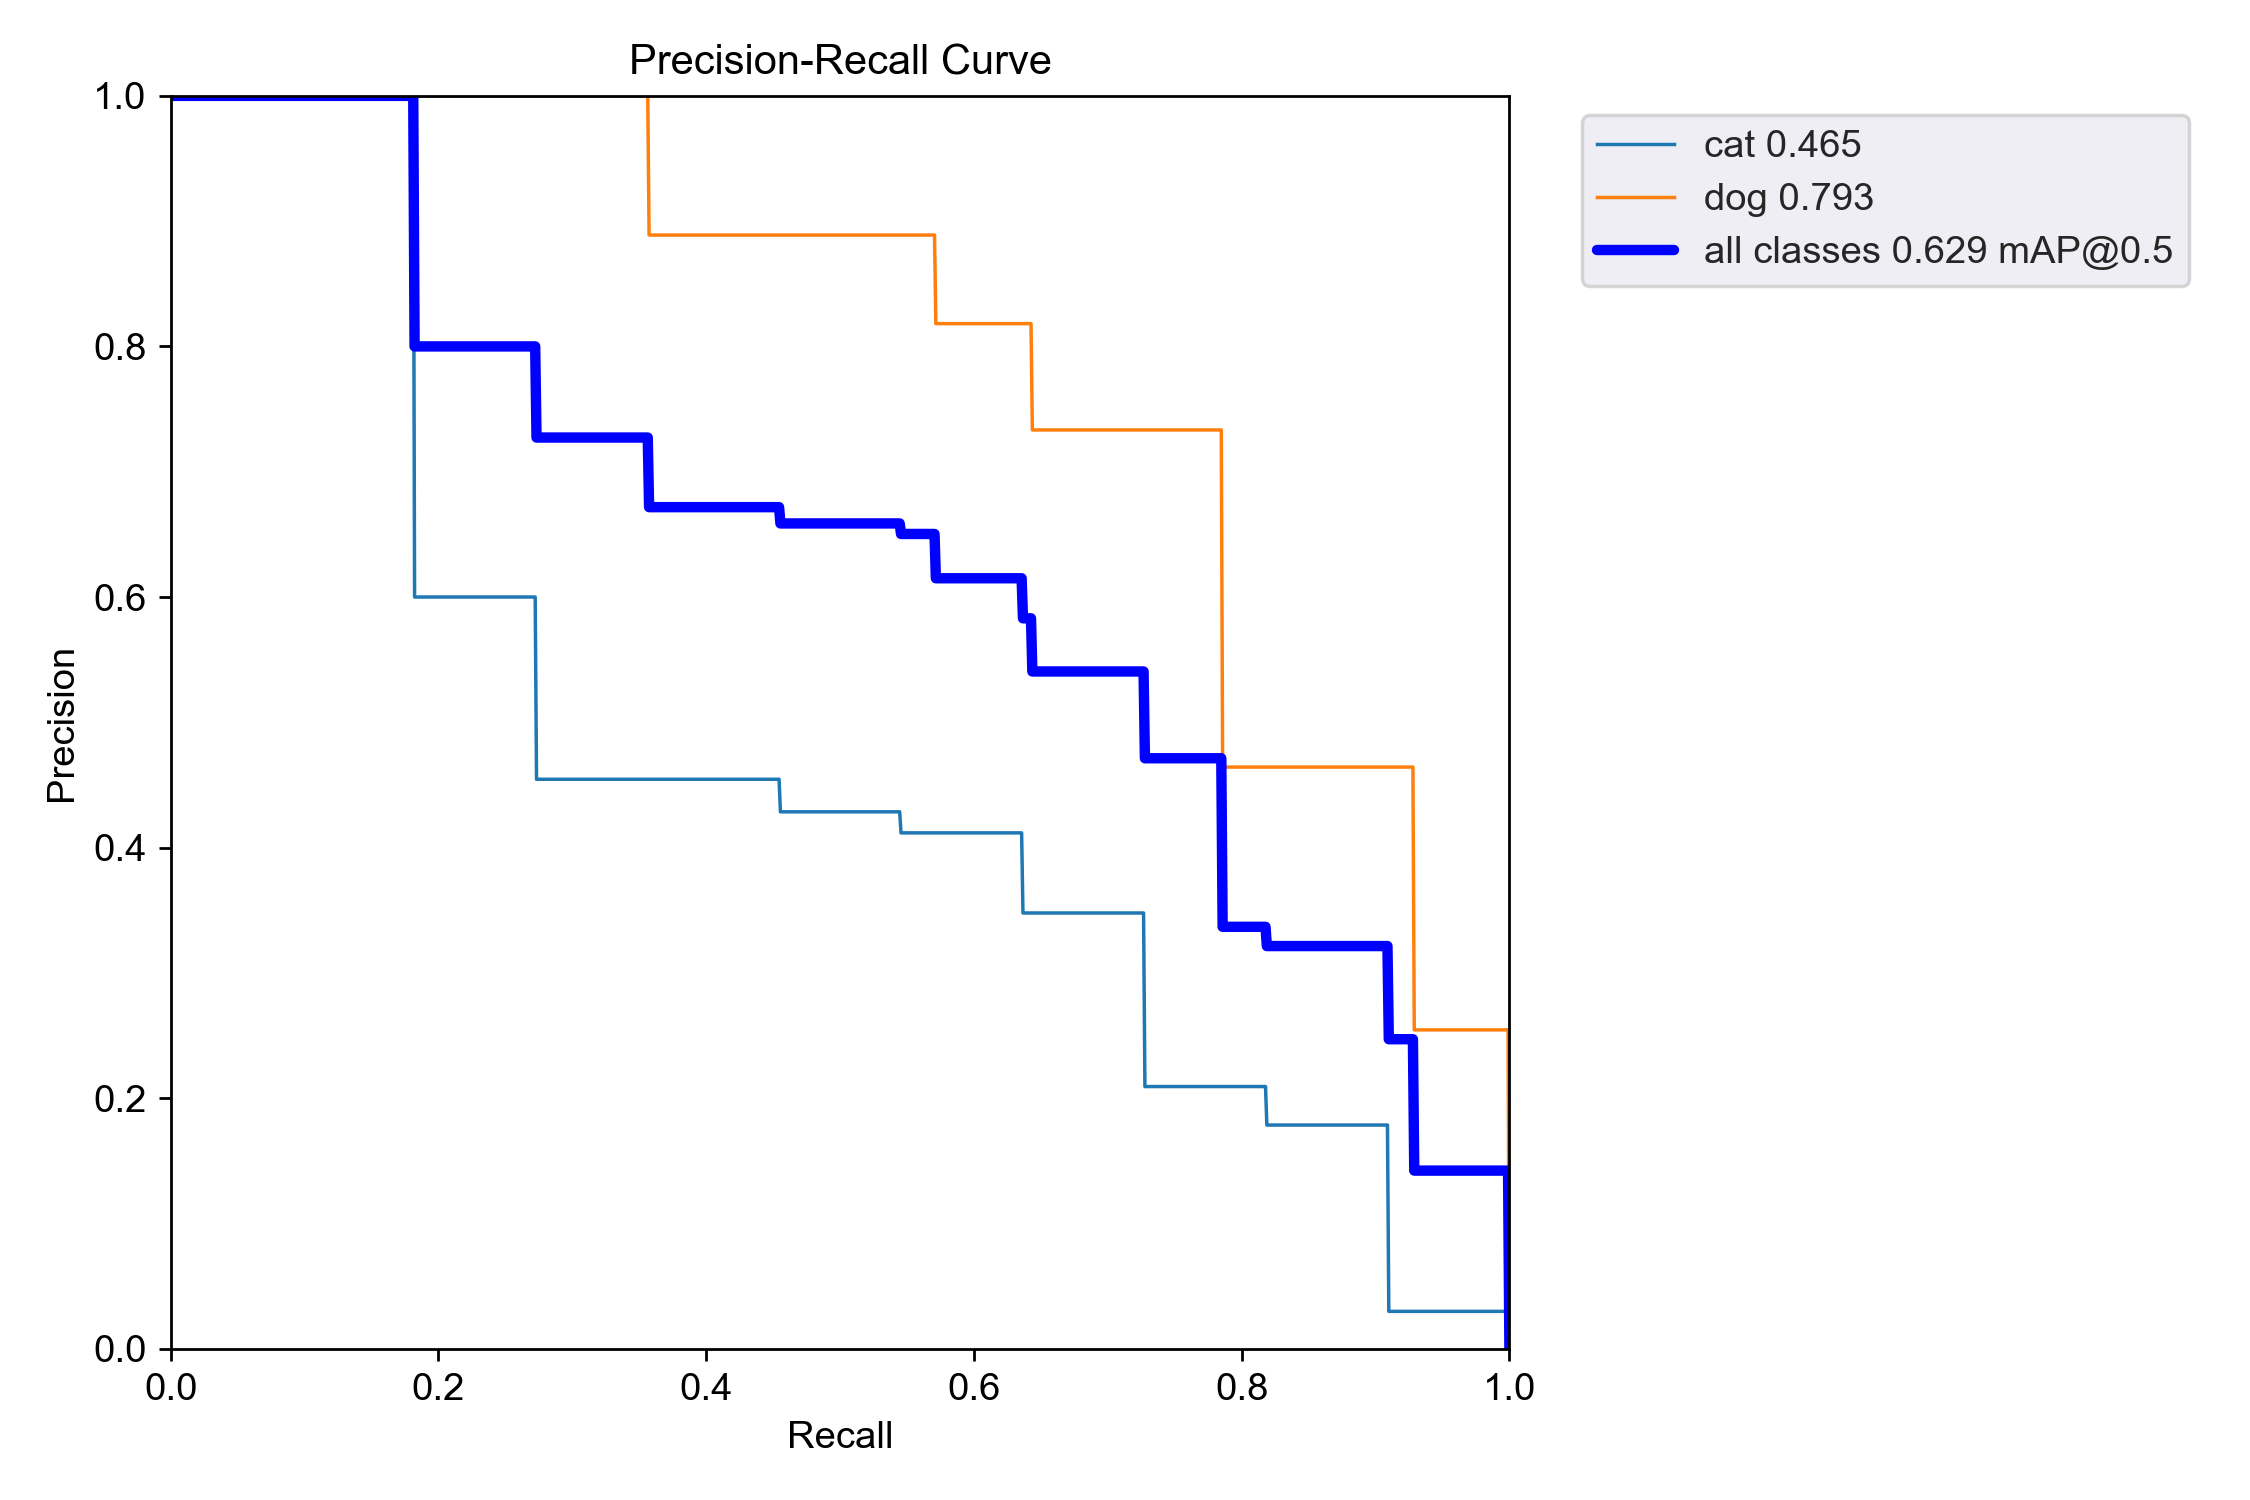 Precision-Recall Curve
cat 0.465
dog 0.793
all classes 0.629 mAP@0.5
Precision
1.0
0.8
0.6
0.4
0.2
0.0
0.0 0.2 0.4 0.6 0.8 1.0
Recall